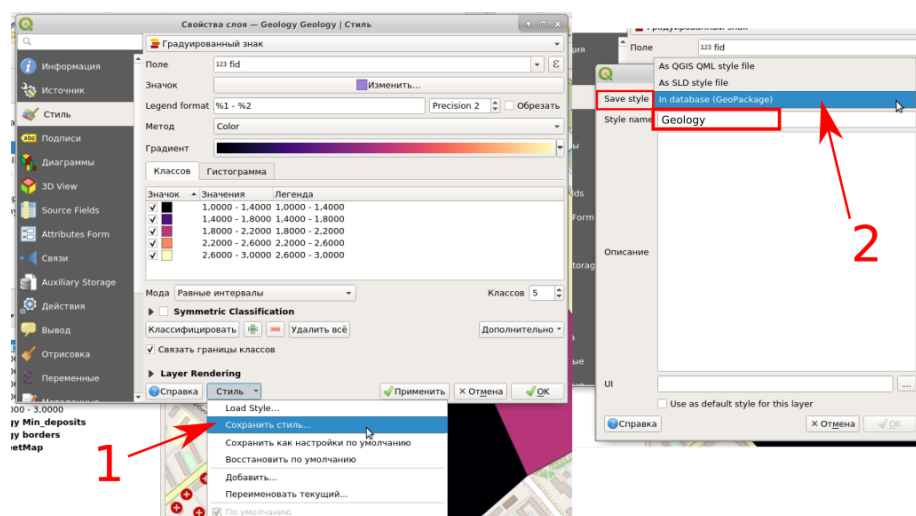 Свойства слоя — Geology Geology | Стиль
Градуированный знак
Информация
Источник
Стиль
Подписи
Диаграммы
3D View
Source Fields
Attributes Form
Связи
Auxiliary Storage
Действия
Вывод
Отрисовка
Переменные
Метаданные
Поле 123 fid ε
Значок Изменить...
Legend format %1 - %2 Precision 2 Обрезать
Метод Color
Градиент
Классов Гистограмма
Значок Значения Легенда
1,0000 - 1,4000 1,0000 - 1,4000
1,4000 - 1,8000 1,4000 - 1,8000
1,8000 - 2,2000 1,8000 - 2,2000
2,2000 - 2,6000 2,2000 - 2,6000
2,6000 - 3,0000 2,6000 - 3,0000
Мода Равные интервалы Классов 5
Symmetric Classification
Классифицировать Удалить всё Дополнительно
Связать границы классов
Layer Rendering
Справка Стиль Применить Отмена OK
Load Style...
Сохранить стиль...
Сохранить как настройки по умолчанию
Восстановить по умолчанию
Добавить...
Переименовать текущий...
По умолчанию
000 - 3,0000
gy Min_deposits
gy borders
eetMap
1
Поле 123 fid
As QGIS QML style file
As SLD style file
Save style In database (GeoPackage)
Style name Geology
2
Описание
UI ...
Use as default style for this layer
Справка Отмена OK